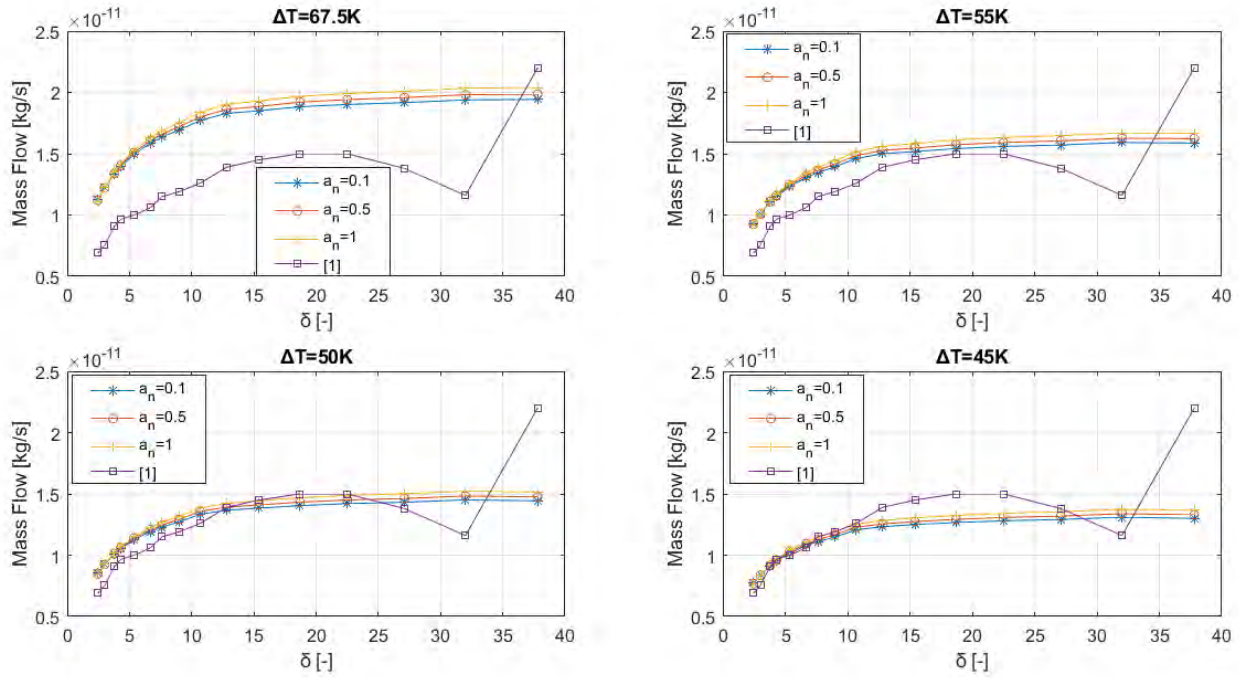 ΔT=67.5K
×10⁻¹¹
2.5
2
1.5
1
0.5
Mass Flow [kg/s]
a_n=0.1
a_n=0.5
a_n=1
[1]
0 5 10 15 20 25 30 35 40
δ [-]
ΔT=55K
×10⁻¹¹
2.5
2
1.5
1
0.5
Mass Flow [kg/s]
a_n=0.1
a_n=0.5
a_n=1
[1]
0 5 10 15 20 25 30 35 40
δ [-]
ΔT=50K
×10⁻¹¹
2.5
2
1.5
1
0.5
Mass Flow [kg/s]
a_n=0.1
a_n=0.5
a_n=1
[1]
0 5 10 15 20 25 30 35 40
δ [-]
ΔT=45K
×10⁻¹¹
2.5
2
1.5
1
0.5
Mass Flow [kg/s]
a_n=0.1
a_n=0.5
a_n=1
[1]
0 5 10 15 20 25 30 35 40
δ [-]